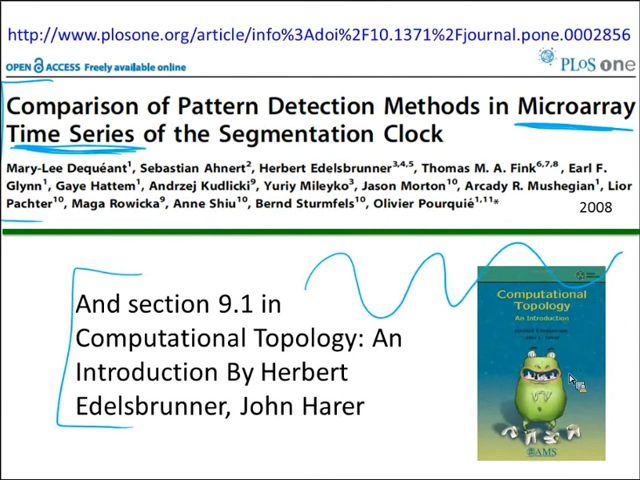 http://www.plosone.org/article/info%3Adoi%2F10.1371%2Fjournal.pone.0002856
OPEN ACCESS Freely available online
PLoS one
Comparison of Pattern Detection Methods in Microarray
Time Series of the Segmentation Clock
Mary-Lee Dequéant1, Sebastian Ahnert2, Herbert Edelsbrunner3,4,5, Thomas M. A. Fink6,7,8, Earl F.
Glynn1, Gaye Hattem1, Andrzej Kudlicki9, Yuriy Mileyko3, Jason Morton10, Arcady R. Mushegian1, Lior
Pachter10, Maga Rowicka9, Anne Shiu10, Bernd Sturmfels10, Olivier Pourquié1,11*
2008
And section 9.1 in
Computational Topology: An
Introduction By Herbert
Edelsbrunner, John Harer
Computational
Topology
An Introduction
AMS